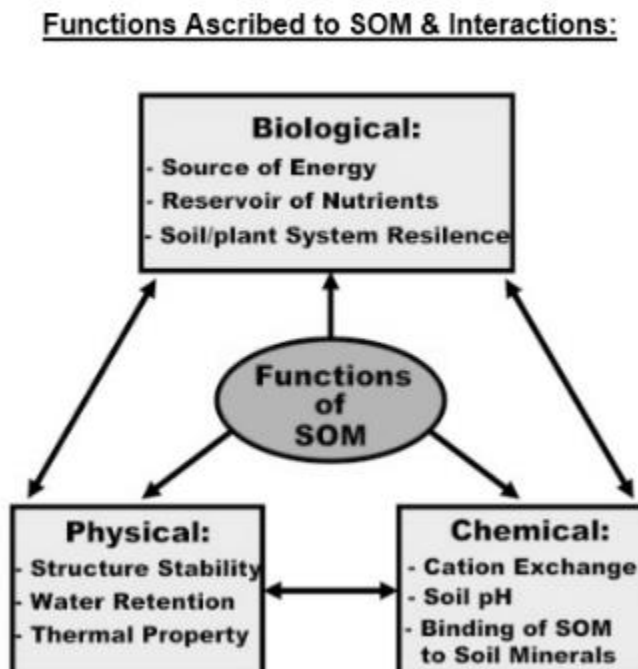 Functions Ascribed to SOM & Interactions:
Biological:
- Source of Energy
- Reservoir of Nutrients
- Soil/plant System Resilence
Functions
of
SOM
Physical:
- Structure Stability
- Water Retention
- Thermal Property
Chemical:
- Cation Exchange
- Soil pH
- Binding of SOM
to Soil Minerals